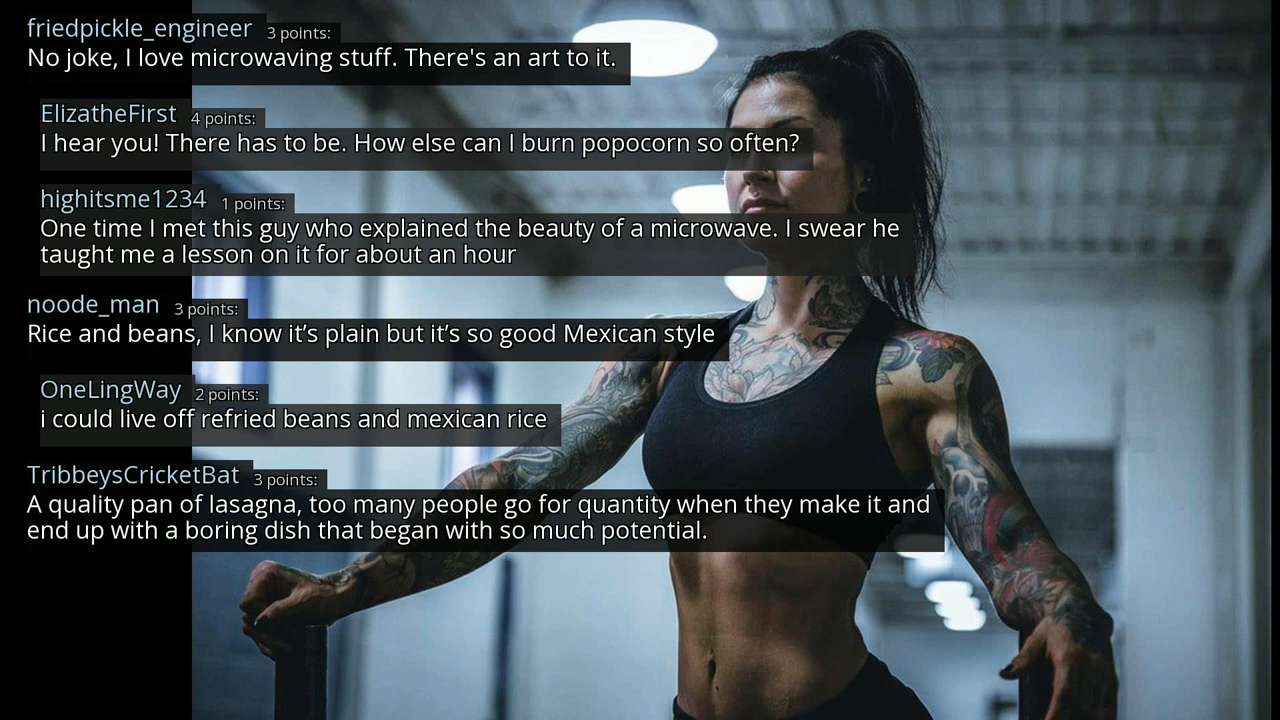 friedpickle_engineer 3 points:
No joke, I love microwaving stuff. There's an art to it.
ElizatheFirst 4 points:
I hear you! There has to be. How else can I burn popocorn so often?
highitsme1234 1 points:
One time I met this guy who explained the beauty of a microwave. I swear he
taught me a lesson on it for about an hour
noode_man 3 points:
Rice and beans, I know it’s plain but it’s so good Mexican style
OneLingWay 2 points:
i could live off refried beans and mexican rice
TribbeysCricketBat 3 points:
A quality pan of lasagna, too many people go for quantity when they make it and
end up with a boring dish that began with so much potential.